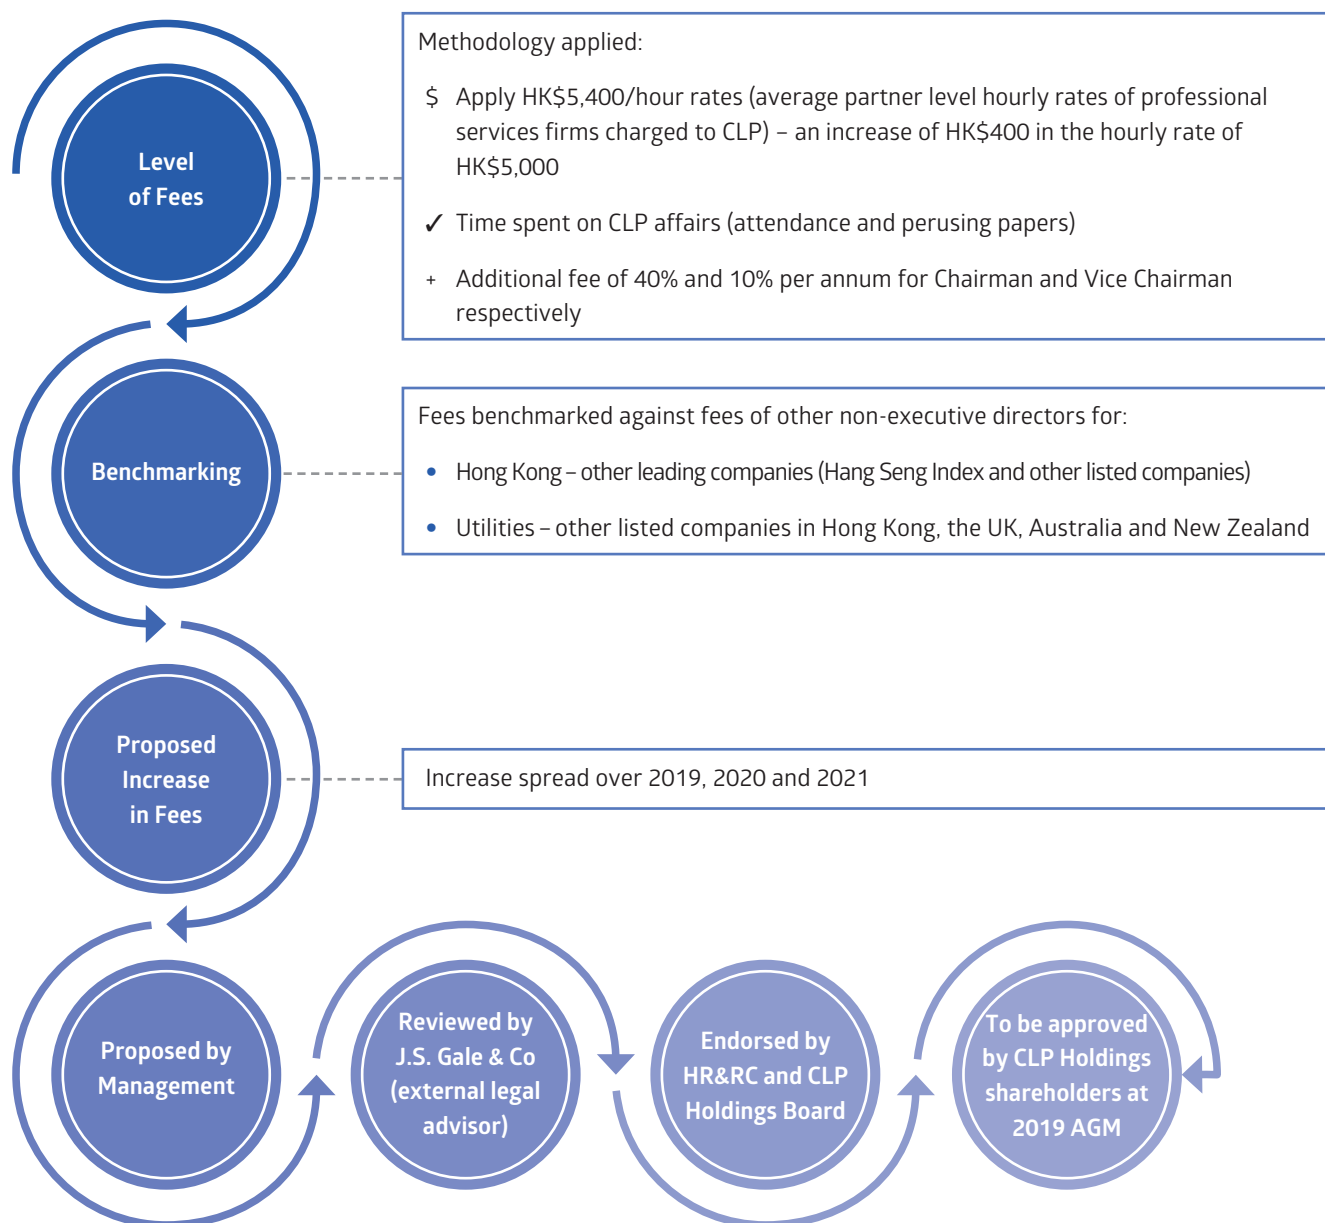 Level
of Fees
Methodology applied:
$ Apply HK$5,400/hour rates (average partner level hourly rates of professional
services firms charged to CLP) – an increase of HK$400 in the hourly rate of
HK$5,000
✓ Time spent on CLP affairs (attendance and perusing papers)
+ Additional fee of 40% and 10% per annum for Chairman and Vice Chairman
respectively
Benchmarking
Fees benchmarked against fees of other non-executive directors for:
• Hong Kong – other leading companies (Hang Seng Index and other listed companies)
• Utilities – other listed companies in Hong Kong, the UK, Australia and New Zealand
Proposed
Increase
in Fees
Increase spread over 2019, 2020 and 2021
Proposed by
Management
Reviewed by
J.S. Gale & Co
(external legal
advisor)
Endorsed by
HR&RC and CLP
Holdings Board
To be approved
by CLP Holdings
shareholders at
2019 AGM